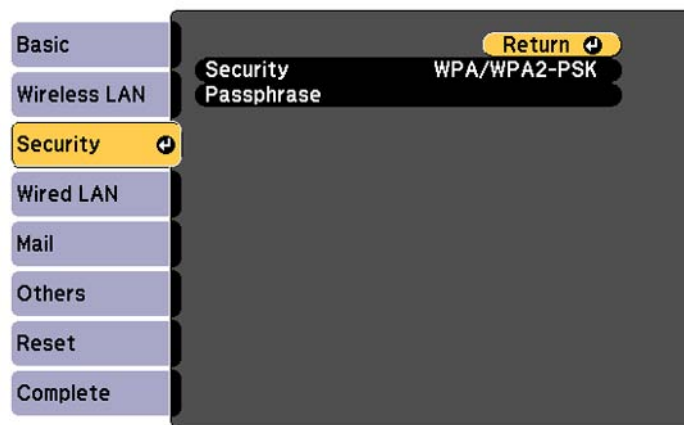 Basic
Wireless LAN
Security
Wired LAN
Mail
Others
Reset
Complete
Return
Security WPA/WPA2-PSK
Passphrase